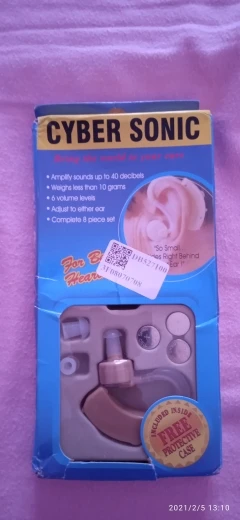 CYBER SONIC
Bring the world to your ears
• Amplify sounds up to 40 decibels
• Weighs less than 10 grams
• 6 volume levels
• Adjust to either ear
• Complete 8 piece set
"So Small
Right Behind
Ear"
For
Hear
INCLUDED INSIDE
FREE
PROTECTIVE
CASE
2021/2/5 13:10